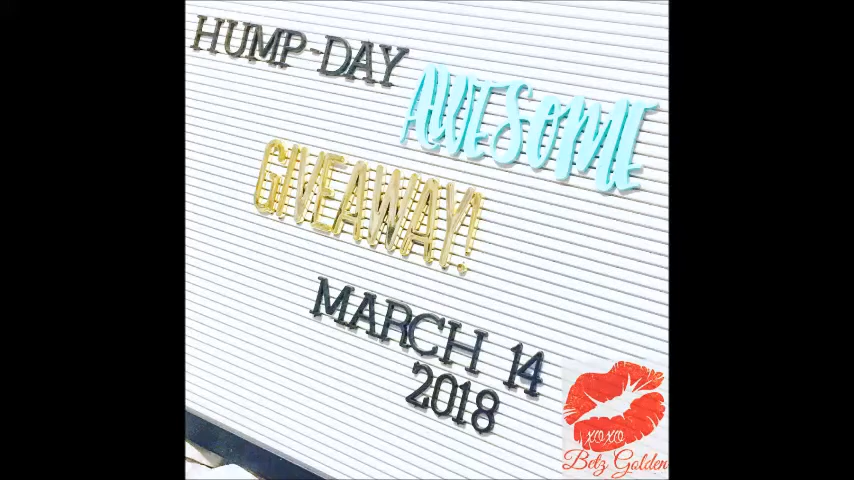 HUMP-DAY
AWESOME
GIVEAWAY!
MARCH 14
2018
xoxo
Betz Golden